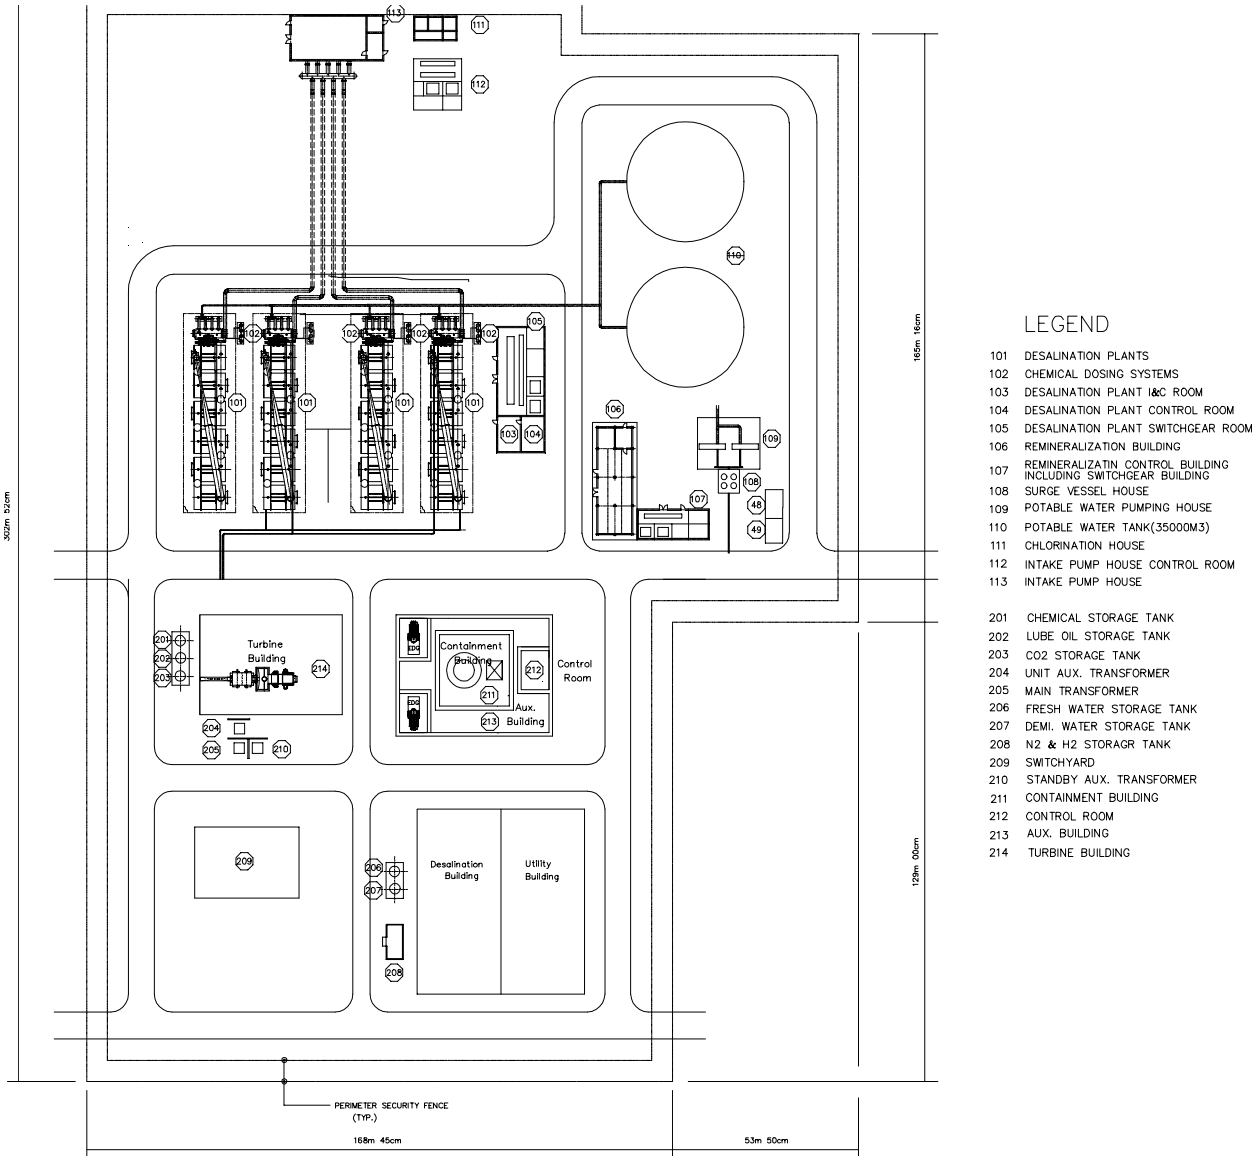 113
111
112
110
102
102
102
102
105
101
101
101
101
103
104
106
109
108
107
48
49
165m 16cm
302m 52cm
129m 00cm
201
202
203
Turbine
Building
214
204
205
210
EDG
Containment
Building
211
212
Control
Room
EDG
Aux.
Building
213
209
206
207
208
Desalination
Building
Utility
Building
PERIMETER SECURITY FENCE
(TYP.)
168m 45cm
53m 50cm
LEGEND
101 DESALINATION PLANTS
102 CHEMICAL DOSING SYSTEMS
103 DESALINATION PLANT I&C ROOM
104 DESALINATION PLANT CONTROL ROOM
105 DESALINATION PLANT SWITCHGEAR ROOM
106 REMINERALIZATION BUILDING
107 REMINERALIZATIN CONTROL BUILDING
INCLUDING SWITCHGEAR BUILDING
108 SURGE VESSEL HOUSE
109 POTABLE WATER PUMPING HOUSE
110 POTABLE WATER TANK(35000M3)
111 CHLORINATION HOUSE
112 INTAKE PUMP HOUSE CONTROL ROOM
113 INTAKE PUMP HOUSE
201 CHEMICAL STORAGE TANK
202 LUBE OIL STORAGE TANK
203 CO2 STORAGE TANK
204 UNIT AUX. TRANSFORMER
205 MAIN TRANSFORMER
206 FRESH WATER STORAGE TANK
207 DEMI. WATER STORAGE TANK
208 N2 & H2 STORAGR TANK
209 SWITCHYARD
210 STANDBY AUX. TRANSFORMER
211 CONTAINMENT BUILDING
212 CONTROL ROOM
213 AUX. BUILDING
214 TURBINE BUILDING